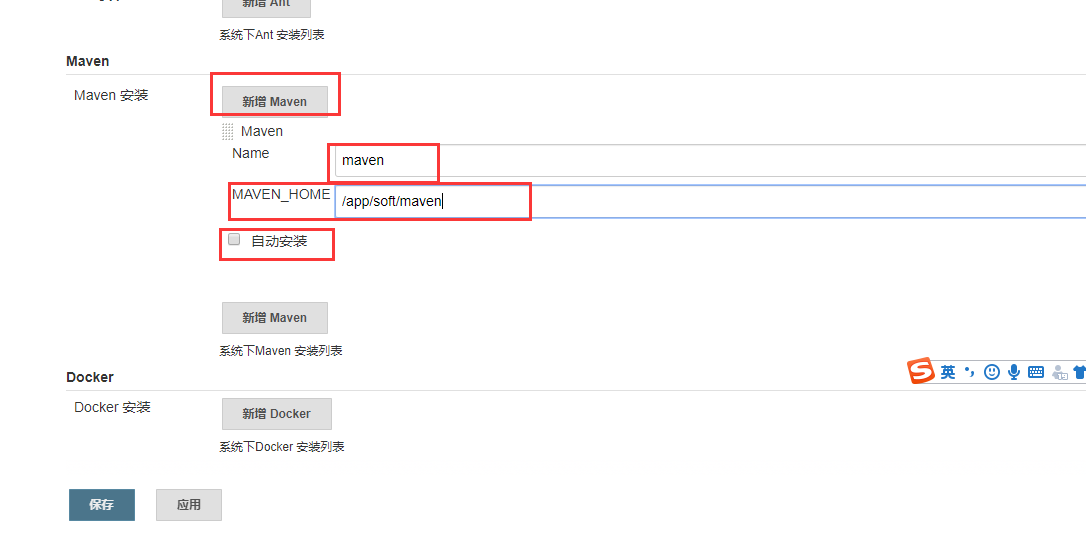 新增 Ant
系统下Ant 安装列表
Maven
Maven 安装
新增 Maven
Maven
Name
maven
MAVEN_HOME
/app/soft/maven
自动安装
新增 Maven
系统下Maven 安装列表
英
Docker
Docker 安装
新增 Docker
系统下Docker 安装列表
保存
应用